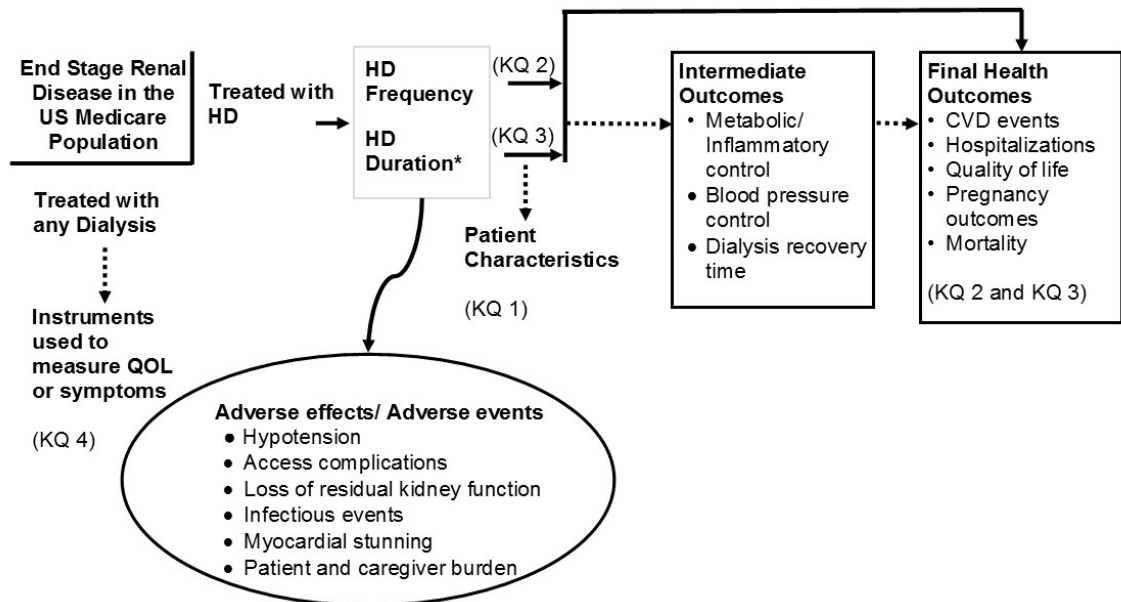 End Stage Renal
Disease in the
US Medicare
Population
Treated with
HD
HD
Frequency
HD
Duration*
(KQ 2)
(KQ 3)
Patient
Characteristics
(KQ 1)
Intermediate
Outcomes
• Metabolic/
Inflammatory
control
● Blood pressure
control
● Dialysis recovery
time
Final Health
Outcomes
• CVD events
• Hospitalizations
• Quality of life
• Pregnancy
outcomes
• Mortality
(KQ 2 and KQ 3)
Treated with
any Dialysis
Instruments
used to
measure QOL
or symptoms
(KQ 4)
Adverse effects/ Adverse events
● Hypotension
● Access complications
● Loss of residual kidney function
● Infectious events
● Myocardial stunning
● Patient and caregiver burden